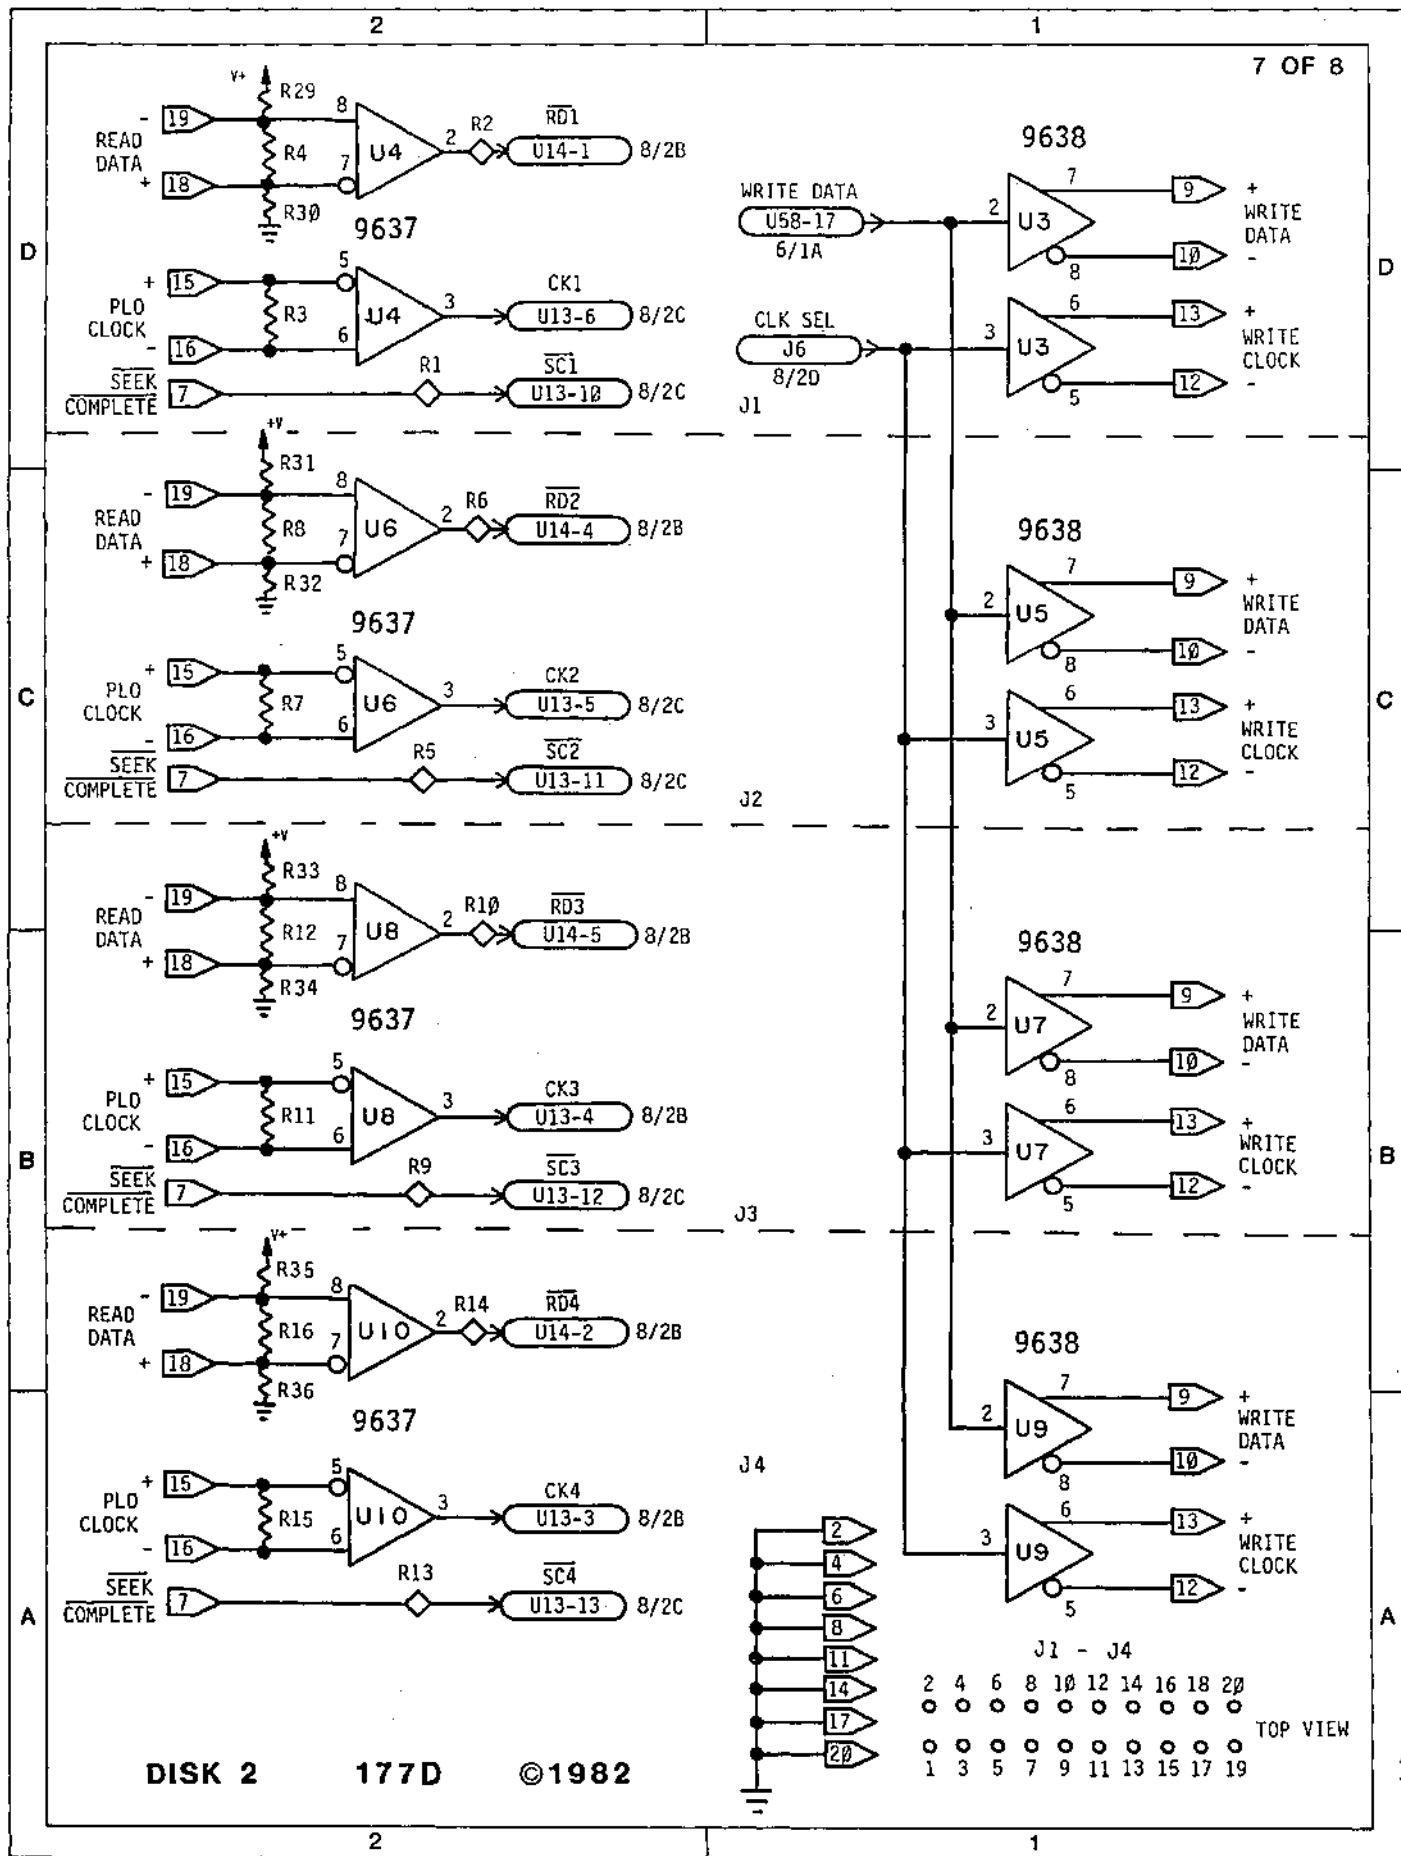 2 1
7 OF 8
V+
R29
- 19 8
READ DATA
R4
U4
2 R2
RD1
U14-1 8/2B
+ 18 7
R30
9637
+ 15 5
PLO CLOCK
R3
U4
3
CK1
U13-6 8/2C
- 16 6
SEEK COMPLETE
7 R1
SC1
U13-10 8/2C
WRITE DATA
U58-17
6/1A
CLK SEL
J6
8/2D
J1
9638
2 U3 7 9 +
WRITE DATA
8 10 -
3 U3 6 13 +
WRITE CLOCK
5 12 -
D D
+V
R31
- 19 8
READ DATA
R8
U6
2 R6
RD2
U14-4 8/2B
+ 18 7
R32
9637
+ 15 5
PLO CLOCK
R7
U6
3
CK2
U13-5 8/2C
- 16 6
SEEK COMPLETE
7 R5
SC2
U13-11 8/2C
J2
9638
2 U5 7 9 +
WRITE DATA
8 10 -
3 U5 6 13 +
WRITE CLOCK
5 12 -
C C
+V
R33
- 19 8
READ DATA
R12
U8
2 R10
RD3
U14-5 8/2B
+ 18 7
R34
9637
+ 15 5
PLO CLOCK
R11
U8
3
CK3
U13-4 8/2B
- 16 6
SEEK COMPLETE
7 R9
SC3
U13-12 8/2C
J3
9638
2 U7 7 9 +
WRITE DATA
8 10 -
3 U7 6 13 +
WRITE CLOCK
5 12 -
B B
V+
R35
- 19 8
READ DATA
R16
U10
2 R14
RD4
U14-2 8/2B
+ 18 7
R36
9637
+ 15 5
PLO CLOCK
R15
U10
3
CK4
U13-3 8/2B
- 16 6
SEEK COMPLETE
7 R13
SC4
U13-13 8/2C
J4
9638
2 U9 7 9 +
WRITE DATA
8 10 -
3 U9 6 13 +
WRITE CLOCK
5 12 -
A A
2
4
6
8
11
14
17
20
J1 - J4
2 4 6 8 10 12 14 16 18 20
TOP VIEW
1 3 5 7 9 11 13 15 17 19
DISK 2 177D ©1982
2 1